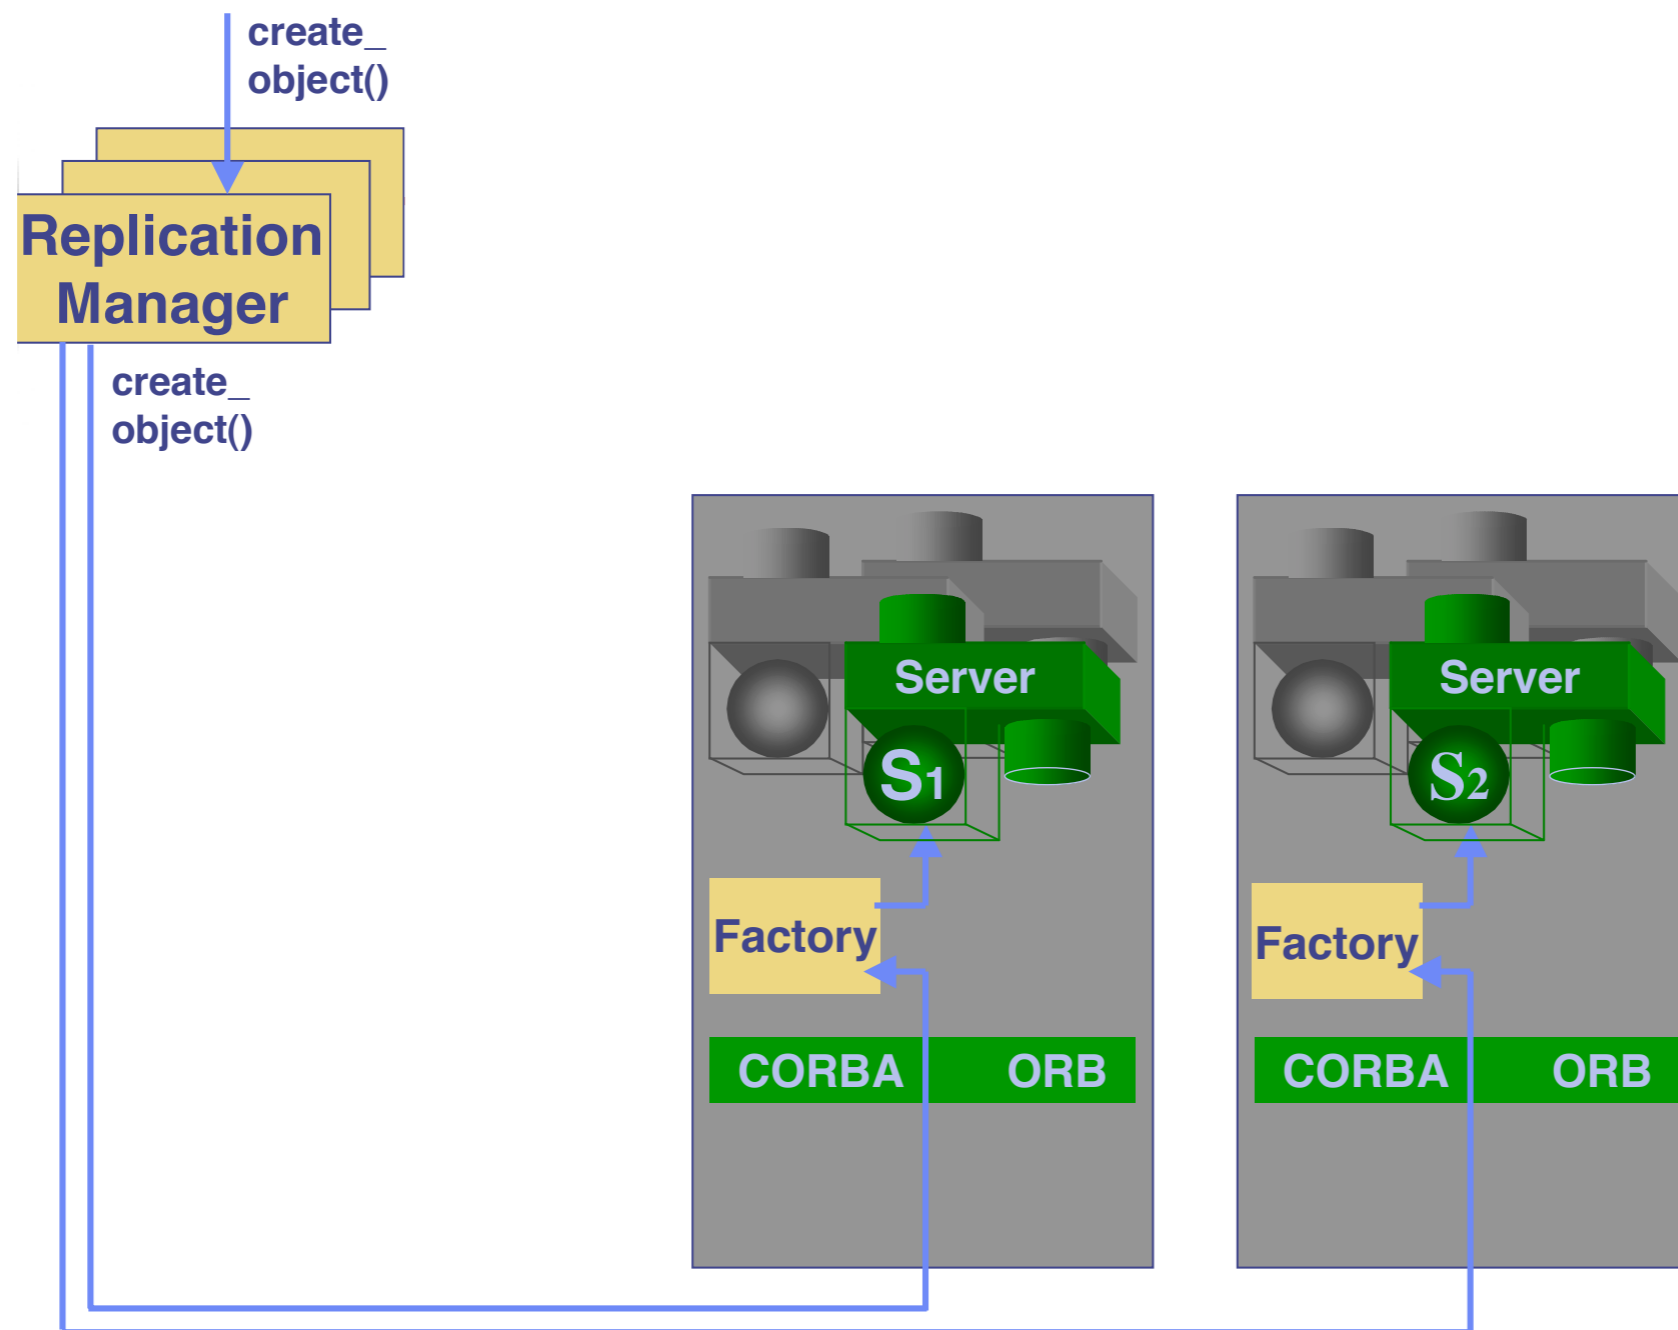 create_
object()
Replication
Manager
create_
object()
Server
S1
Factory
CORBA ORB
Server
S2
Factory
CORBA ORB